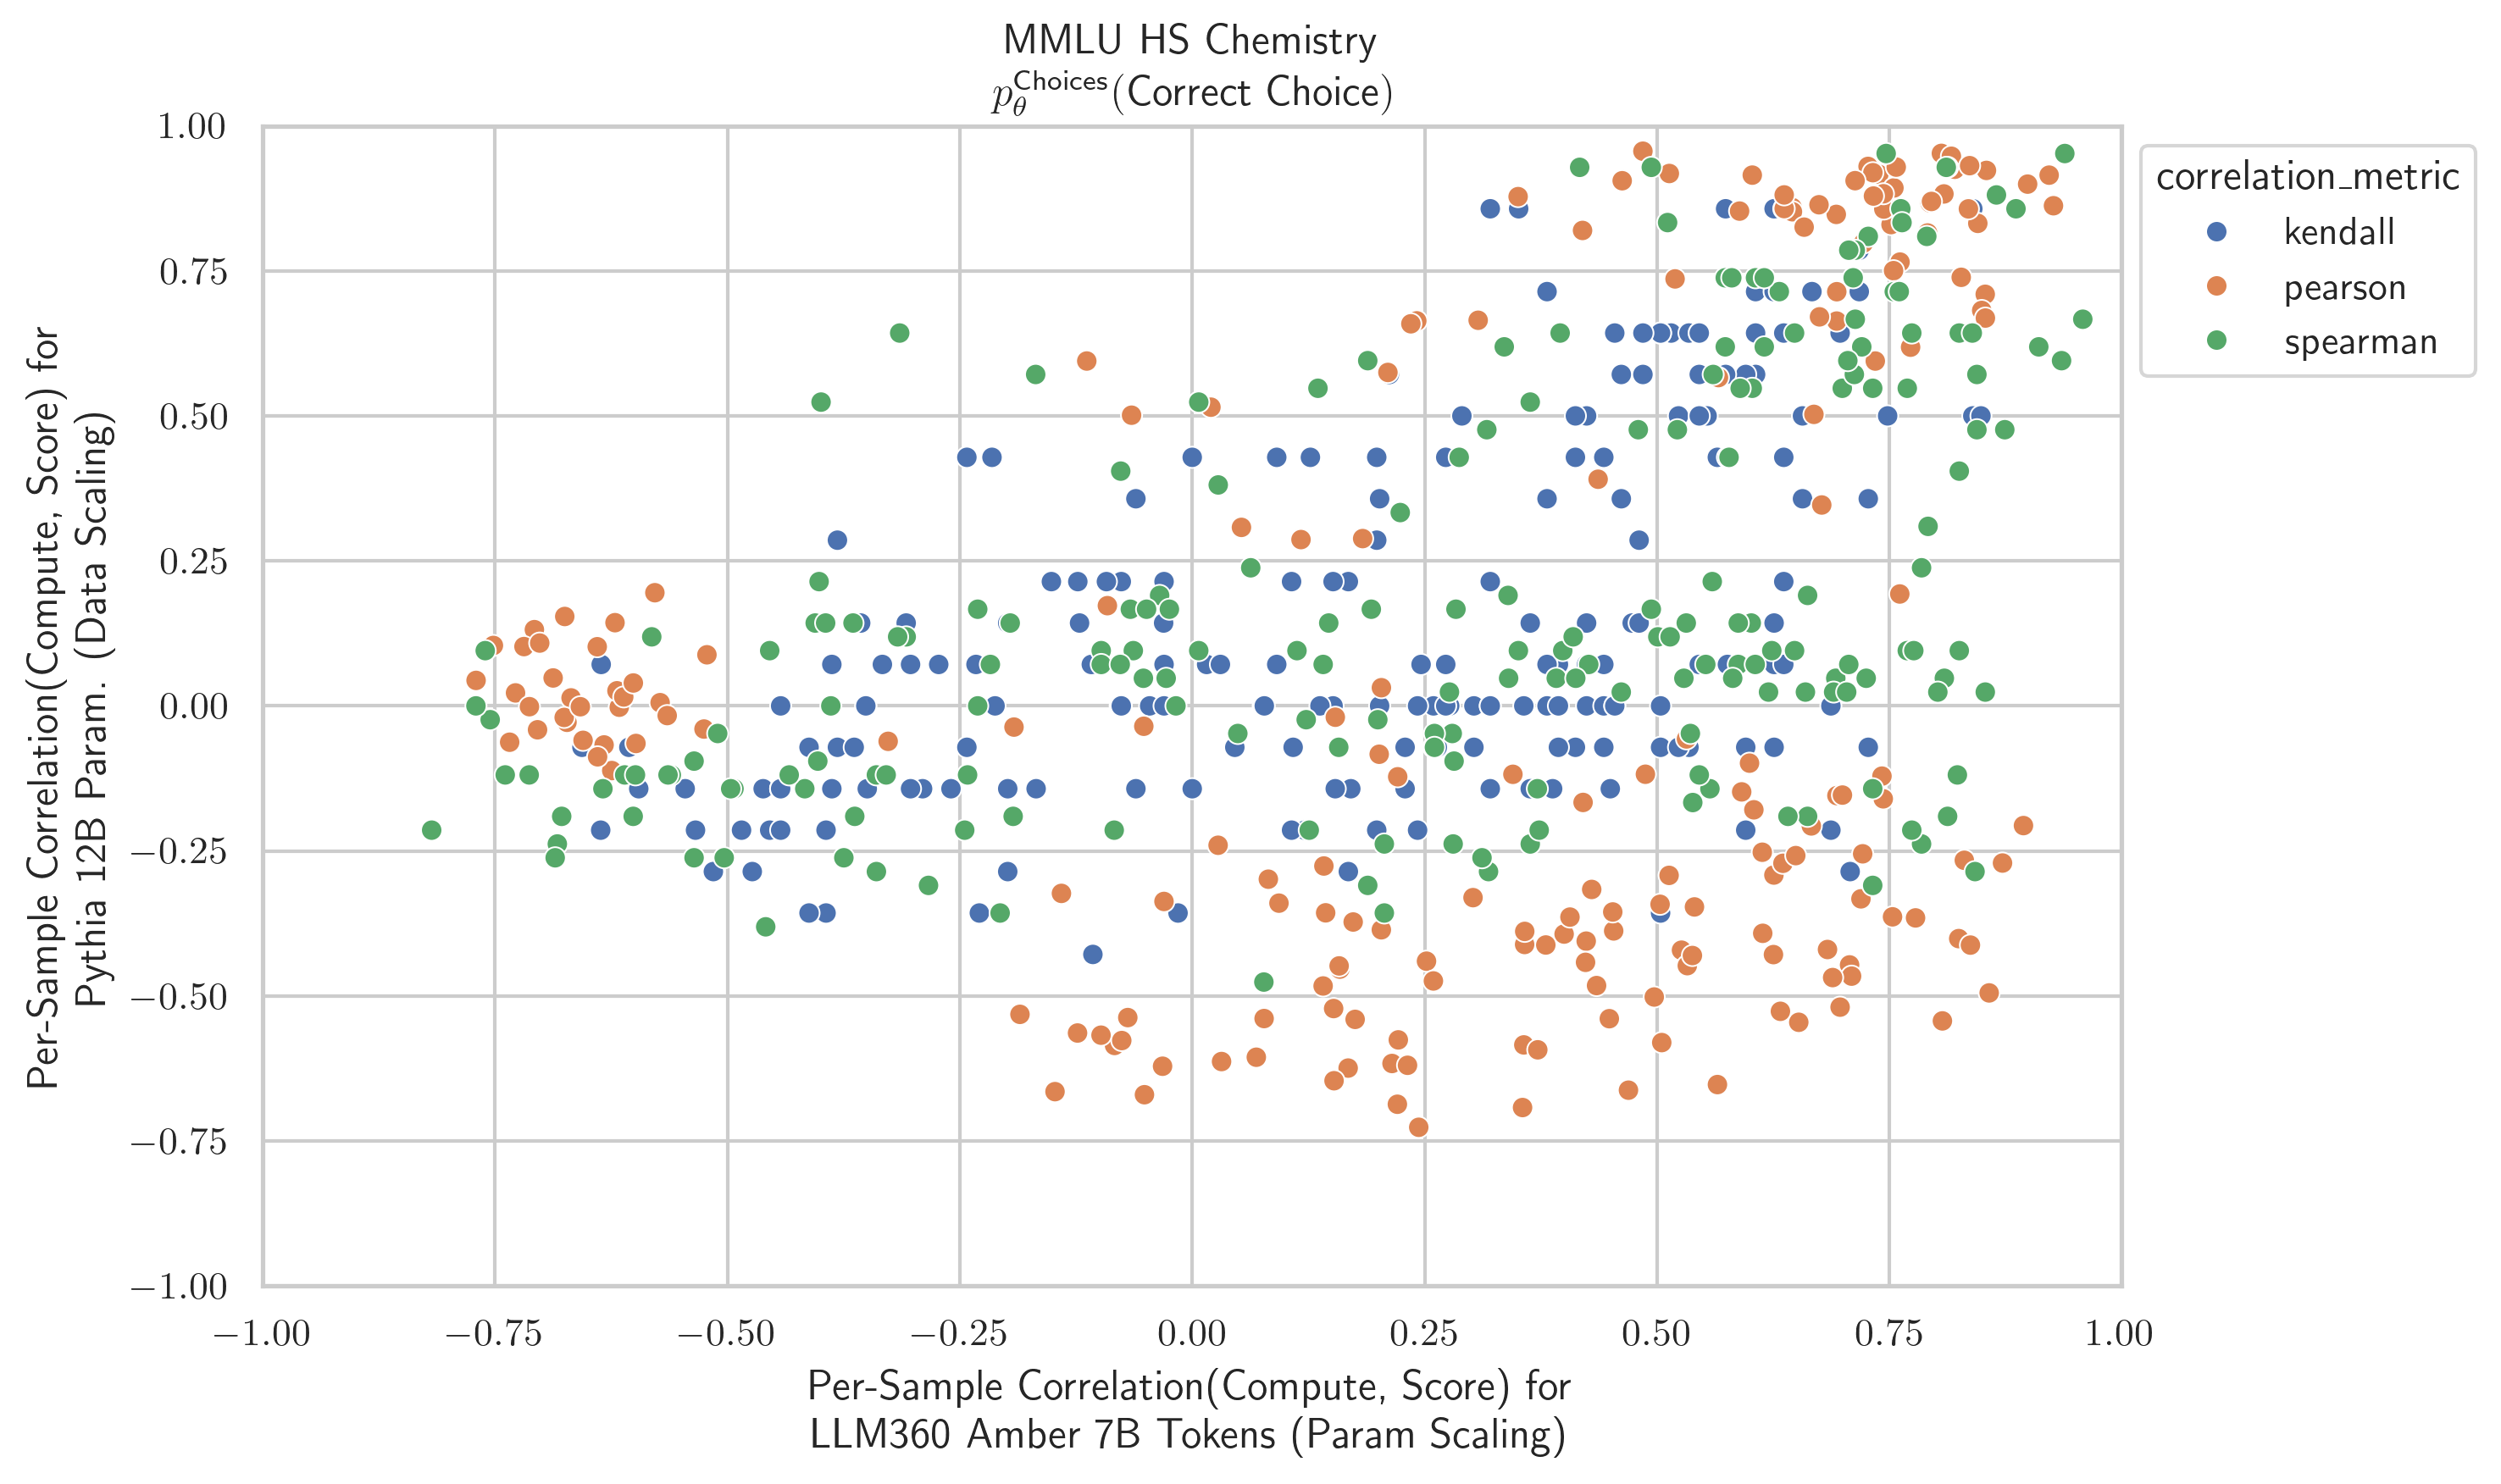 MMLU HS Chemistry
p_θ^Choices(Correct Choice)
1.00
0.75
0.50
0.25
0.00
−0.25
−0.50
−0.75
−1.00
Per-Sample Correlation(Compute, Score) for
Pythia 12B Param. (Data Scaling)
−1.00 −0.75 −0.50 −0.25 0.00 0.25 0.50 0.75 1.00
Per-Sample Correlation(Compute, Score) for
LLM360 Amber 7B Tokens (Param Scaling)
correlation_metric
kendall
pearson
spearman